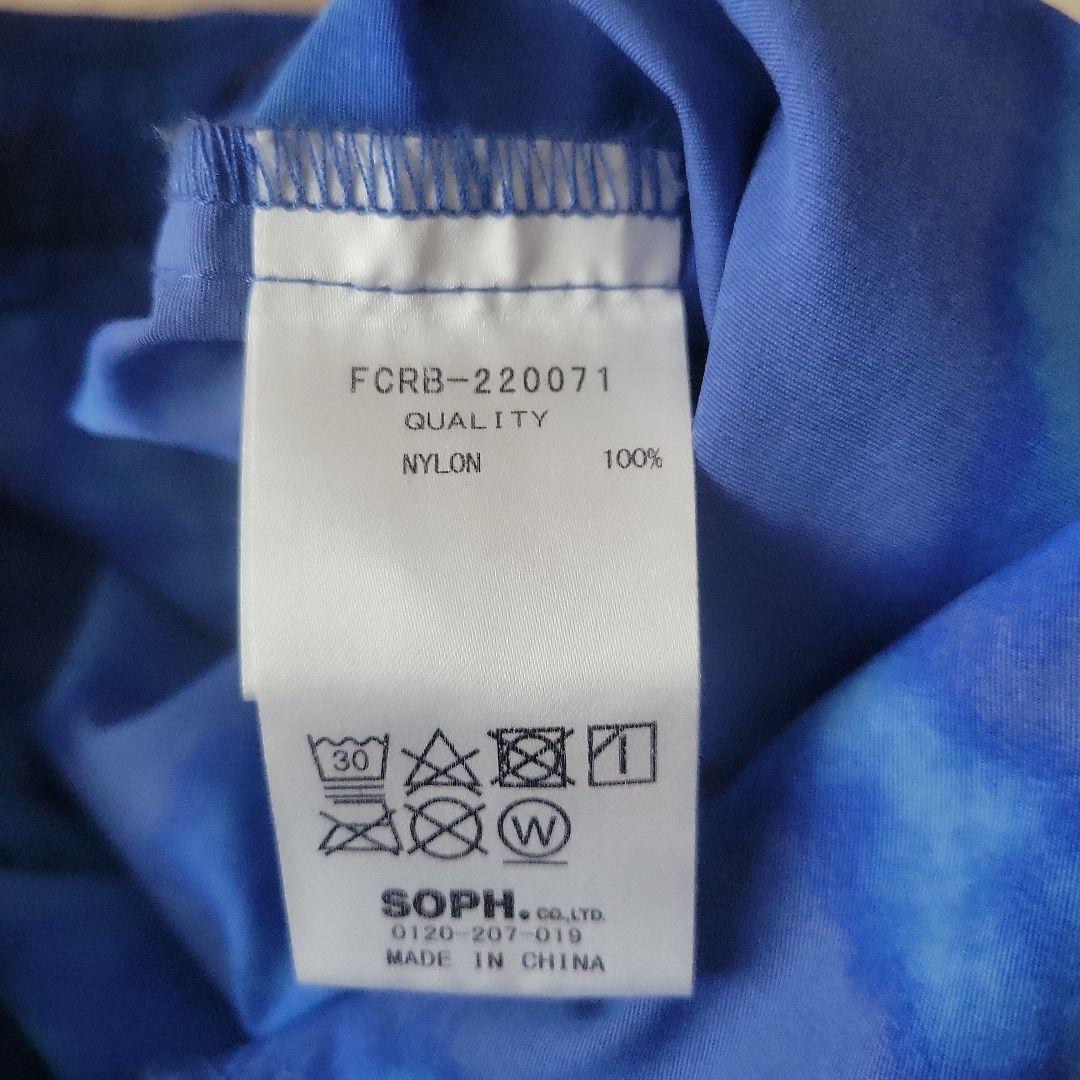 FCRB-220071
QUALITY
NYLON 100%
30
W
SOPH. CO.,LTD.
0120-207-019
MADE IN CHINA